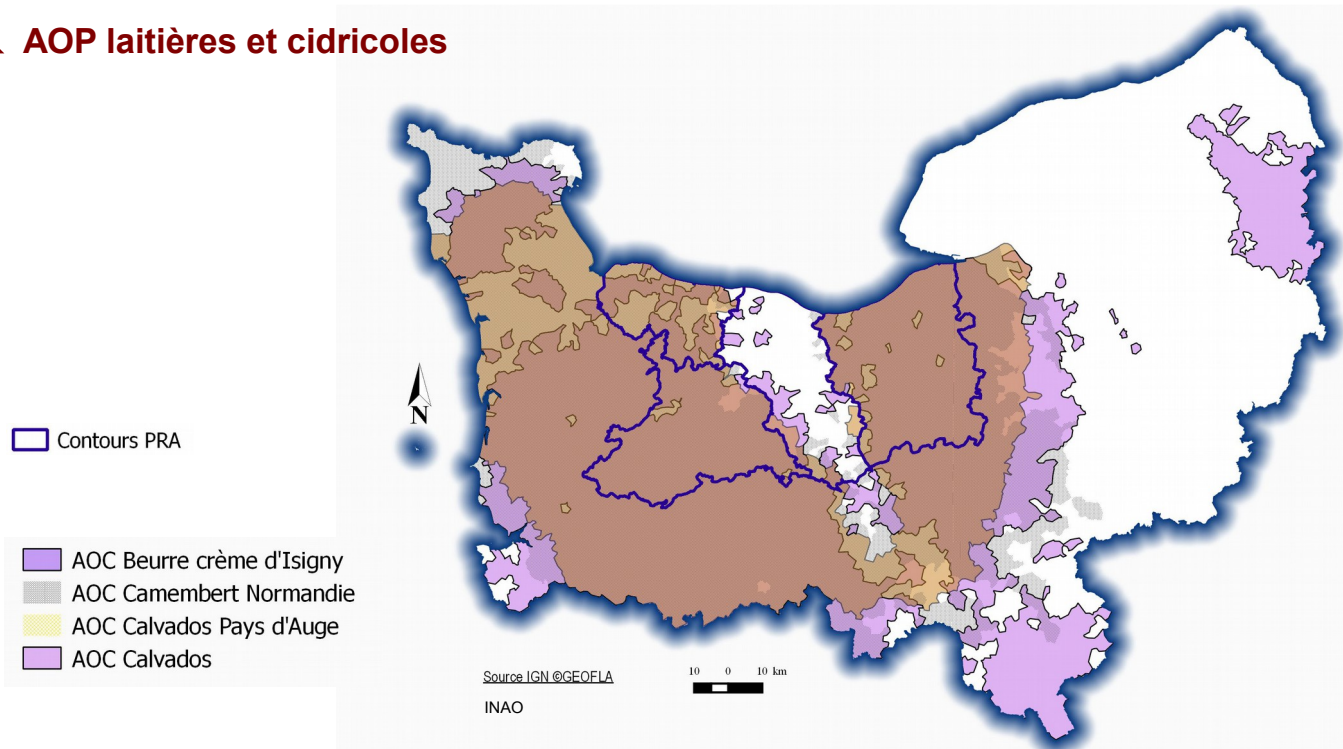 AOP laitières et cidricoles
N
Contours PRA
AOC Beurre crème d'Isigny
AOC Camembert Normandie
AOC Calvados Pays d'Auge
AOC Calvados
Source IGN ©GEOFLA
10 0 10 km
INAO